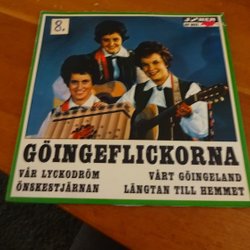 8.
GÖINGEFLICKORNA
VÅR LYCKODRÖM
VÅRT GÖINGELAND
ÖNSKESTJÄRNAN
LÄNGTAN TILL HEMMET